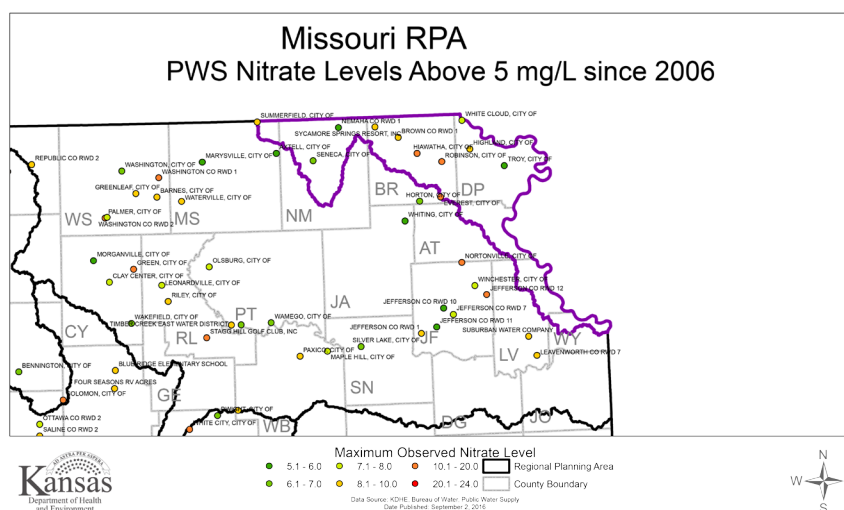 Missouri RPA
PWS Nitrate Levels Above 5 mg/L since 2006
SUMMERFIELD, CITY OF
NEMAHA CO RWD 1
WHITE CLOUD, CITY OF
SYCAMORE SPRINGS RESORT, INC
BROWN CO RWD 1
HIGHLAND, CITY OF
REPUBLIC CO RWD 2
MARYSVILLE, CITY OF
AXTELL, CITY OF
SENECA, CITY OF
HIAWATHA, CITY OF
ROBINSON, CITY OF
TROY, CITY OF
WASHINGTON, CITY OF
WASHINGTON CO RWD 1
GREENLEAF, CITY OF
BARNES, CITY OF
WATERVILLE, CITY OF
BR
DP
HORTON, CITY OF
EVEREST, CITY OF
PALMER, CITY OF
WS
MS
NM
WHITING, CITY OF
WASHINGTON CO RWD 2
AT
MORGANVILLE, CITY OF
GREEN, CITY OF
OLSBURG, CITY OF
NORTONVILLE, CITY OF
CLAY CENTER, CITY OF
LEONARDVILLE, CITY OF
WINCHESTER, CITY OF
JEFFERSON CO RWD 12
RILEY, CITY OF
JA
JEFFERSON CO RWD 10
JEFFERSON CO RWD 7
PT
WAKEFIELD, CITY OF
TIMBER CREEK EAST WATER DISTRICT
WAMEGO, CITY OF
JEFFERSON CO RWD 11
JEFFERSON CO RWD 1
SUBURBAN WATER COMPANY
CY
RL
STAGG HILL GOLF CLUB, INC
SILVER LAKE, CITY OF
JF
WY
PAXICO, CITY OF
MAPLE HILL, CITY OF
LV
LEAVENWORTH CO RWD 7
BENNINGTON, CITY OF
BLUE RIDGE ELEMENTARY SCHOOL
FOUR SEASONS RV ACRES
SOLOMON, CITY OF
GE
SN
DWIGHT, CITY OF
OTTAWA CO RWD 2
WHITE CITY, CITY OF
WB
DG
JO
SALINE CO RWD 2
Maximum Observed Nitrate Level
5.1 - 6.0
7.1 - 8.0
10.1 - 20.0
Regional Planning Area
6.1 - 7.0
8.1 - 10.0
20.1 - 24.0
County Boundary
Data Source: KDHE, Bureau of Water: Public Water Supply
Date Published: September 2, 2016
AD ASTRA PER ASPERA
Kansas
Department of Health
and Environment
N
W
E
S